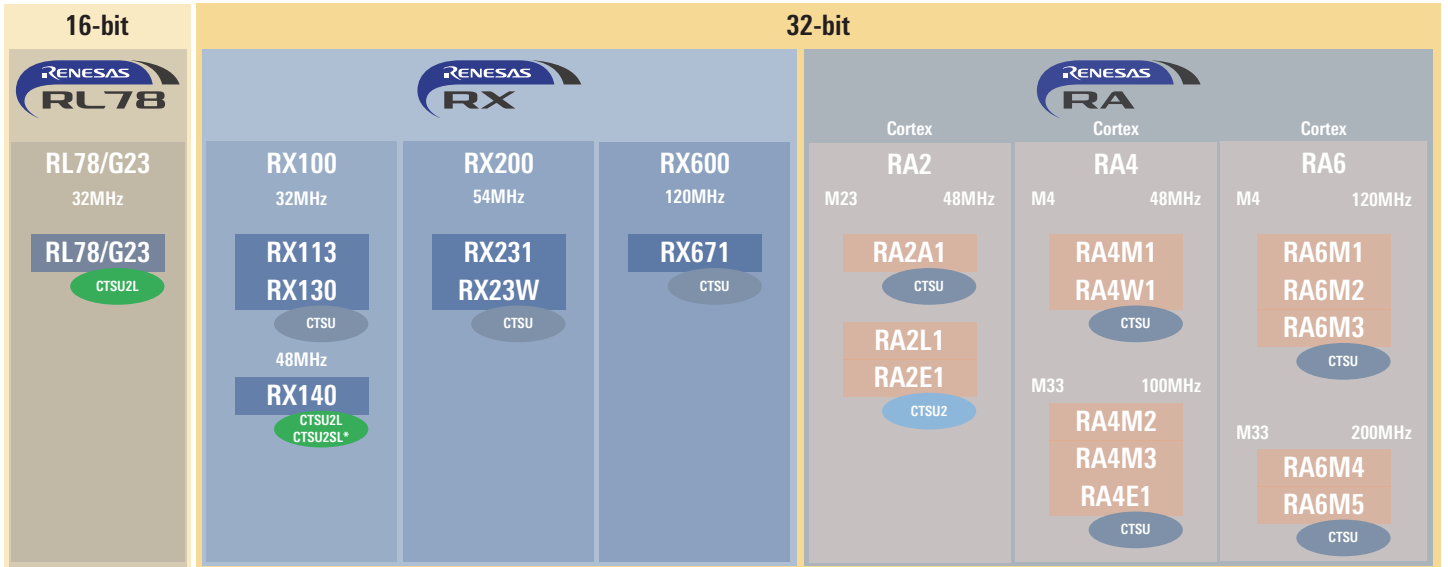 16-bit
32-bit
RENESAS
RL78
RL78/G23
32MHz
RL78/G23
CTSU2L
RENESAS
RX
RX100
32MHz
RX113
RX130
CTSU
48MHz
RX140
CTSU2L
CTSU2SL*
RX200
54MHz
RX231
RX23W
CTSU
RX600
120MHz
RX671
CTSU
RENESAS
RA
Cortex
RA2
M23 48MHz
RA2A1
CTSU
RA2L1
RA2E1
CTSU2
Cortex
RA4
M4 48MHz
RA4M1
RA4W1
CTSU
M33 100MHz
RA4M2
RA4M3
RA4E1
CTSU
Cortex
RA6
M4 120MHz
RA6M1
RA6M2
RA6M3
CTSU
M33 200MHz
RA6M4
RA6M5
CTSU